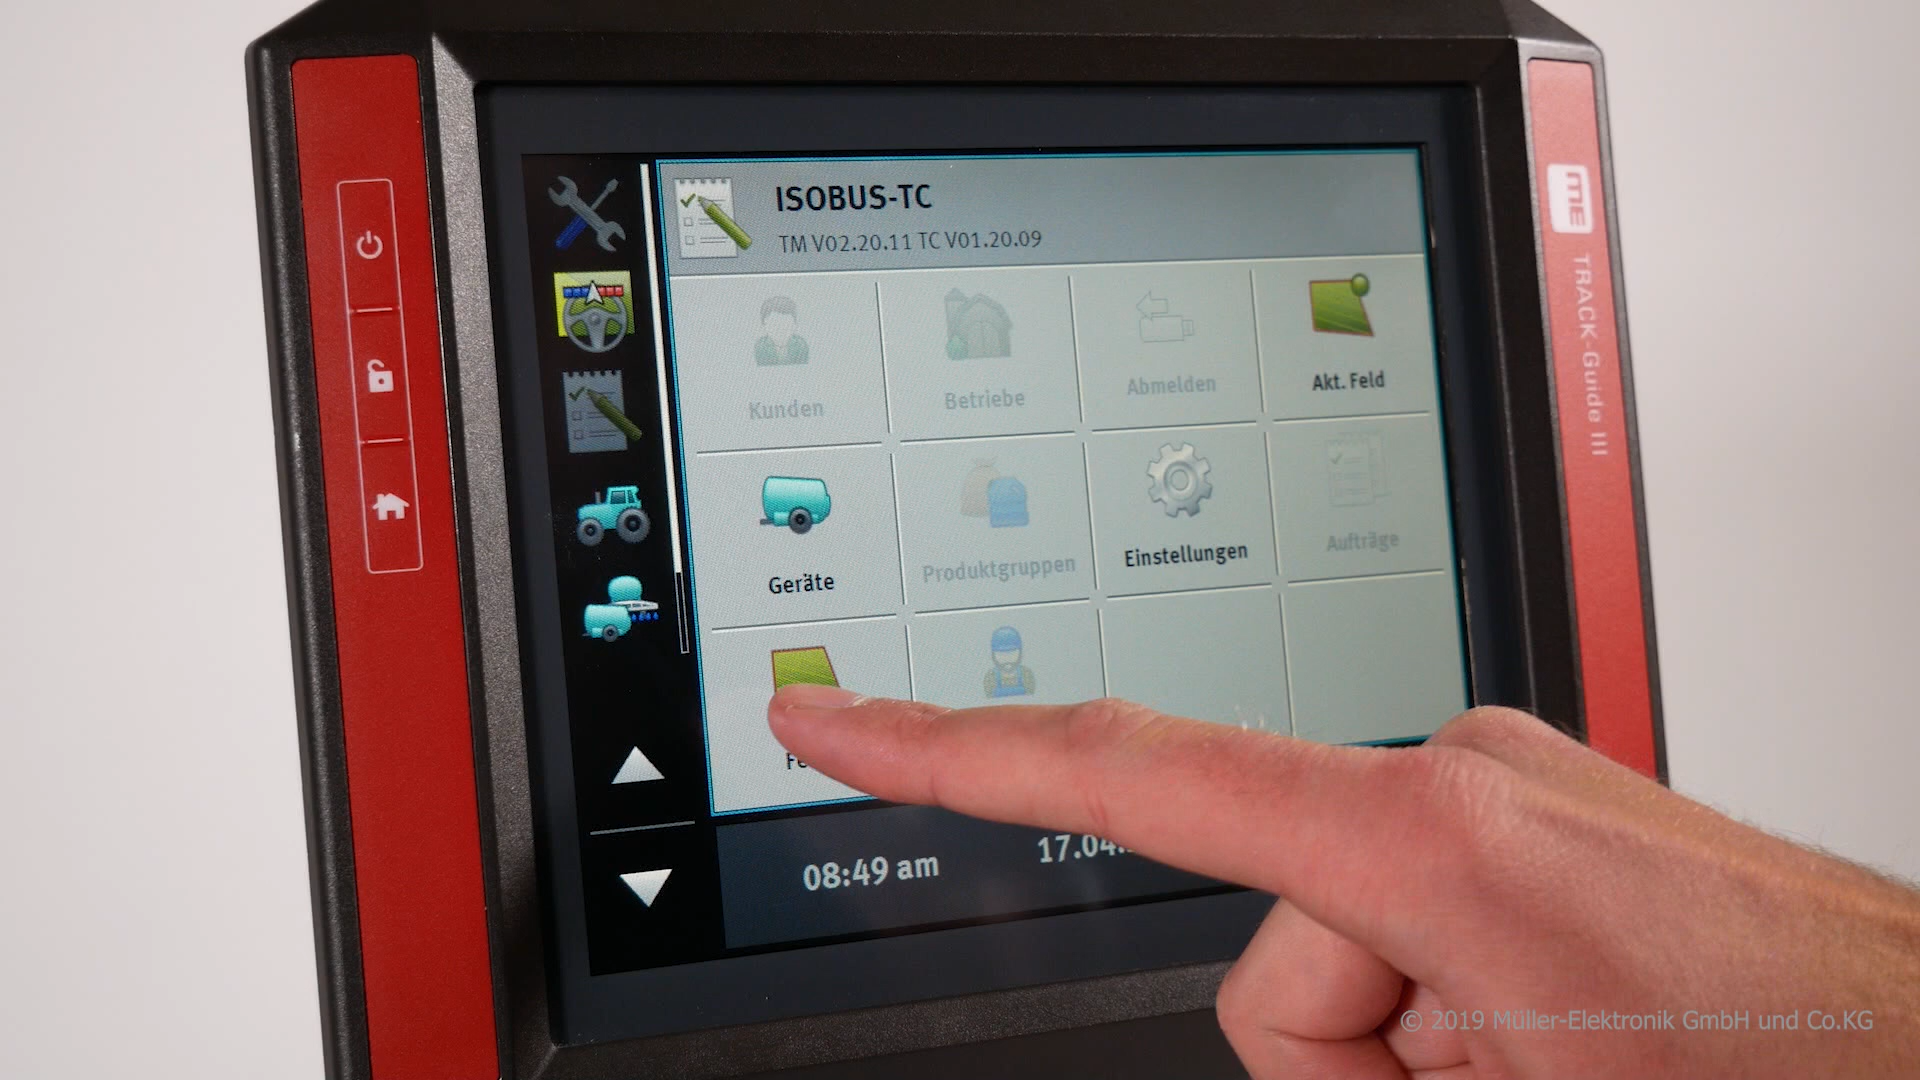 ISOBUS-TC
TM V02.20.11 TC V01.20.09
Kunden
Betriebe
Abmelden
Akt. Feld
Geräte
Produktgruppen
Einstellungen
Aufträge
08:49 am
17.04.
ME
TRACK-Guide III
© 2019 Müller-Elektronik GmbH und Co.KG